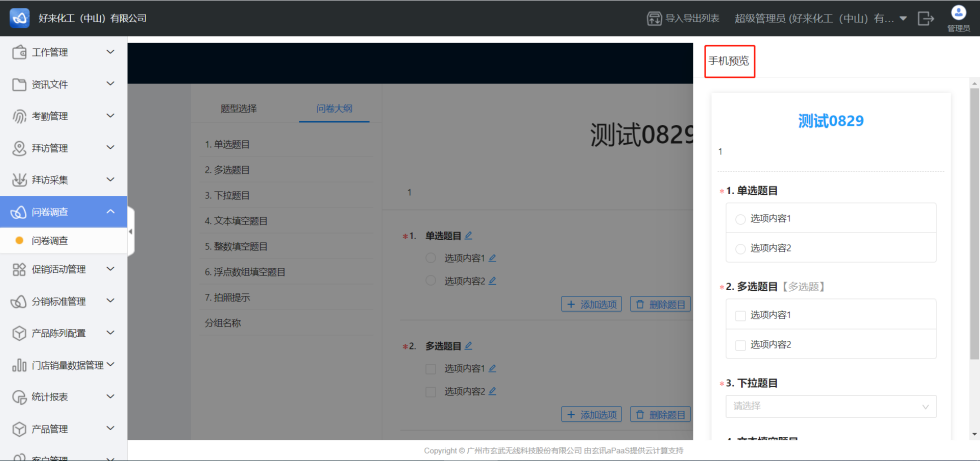 好来化工（中山）有限公司
导入导出列表
超级管理员 (好来化工（中山）有...
管理员
工作管理
资讯文件
考勤管理
拜访管理
拜访采集
问卷调查
问卷调查
促销活动管理
分销标准管理
产品陈列配置
门店销量数据管理
统计报表
产品管理
客户管理
题型选择
问卷大纲
1. 单选题目
2. 多选题目
3. 下拉题目
4. 文本填空题目
5. 整数填空题目
6. 浮点数组填空题目
7. 拍照提示
分组名称
测试0829
1
*1. 单选题目
选项内容1
选项内容2
+ 添加选项
删除题目
*2. 多选题目
选项内容1
选项内容2
+ 添加选项
删除题目
手机预览
测试0829
1
*1. 单选题目
选项内容1
选项内容2
*2. 多选题目【多选题】
选项内容1
选项内容2
*3. 下拉题目
请选择
* 4. 文本填空题目
Copyright © 广州市玄武无线科技股份有限公司 由玄讯aPaaS提供云计算支持